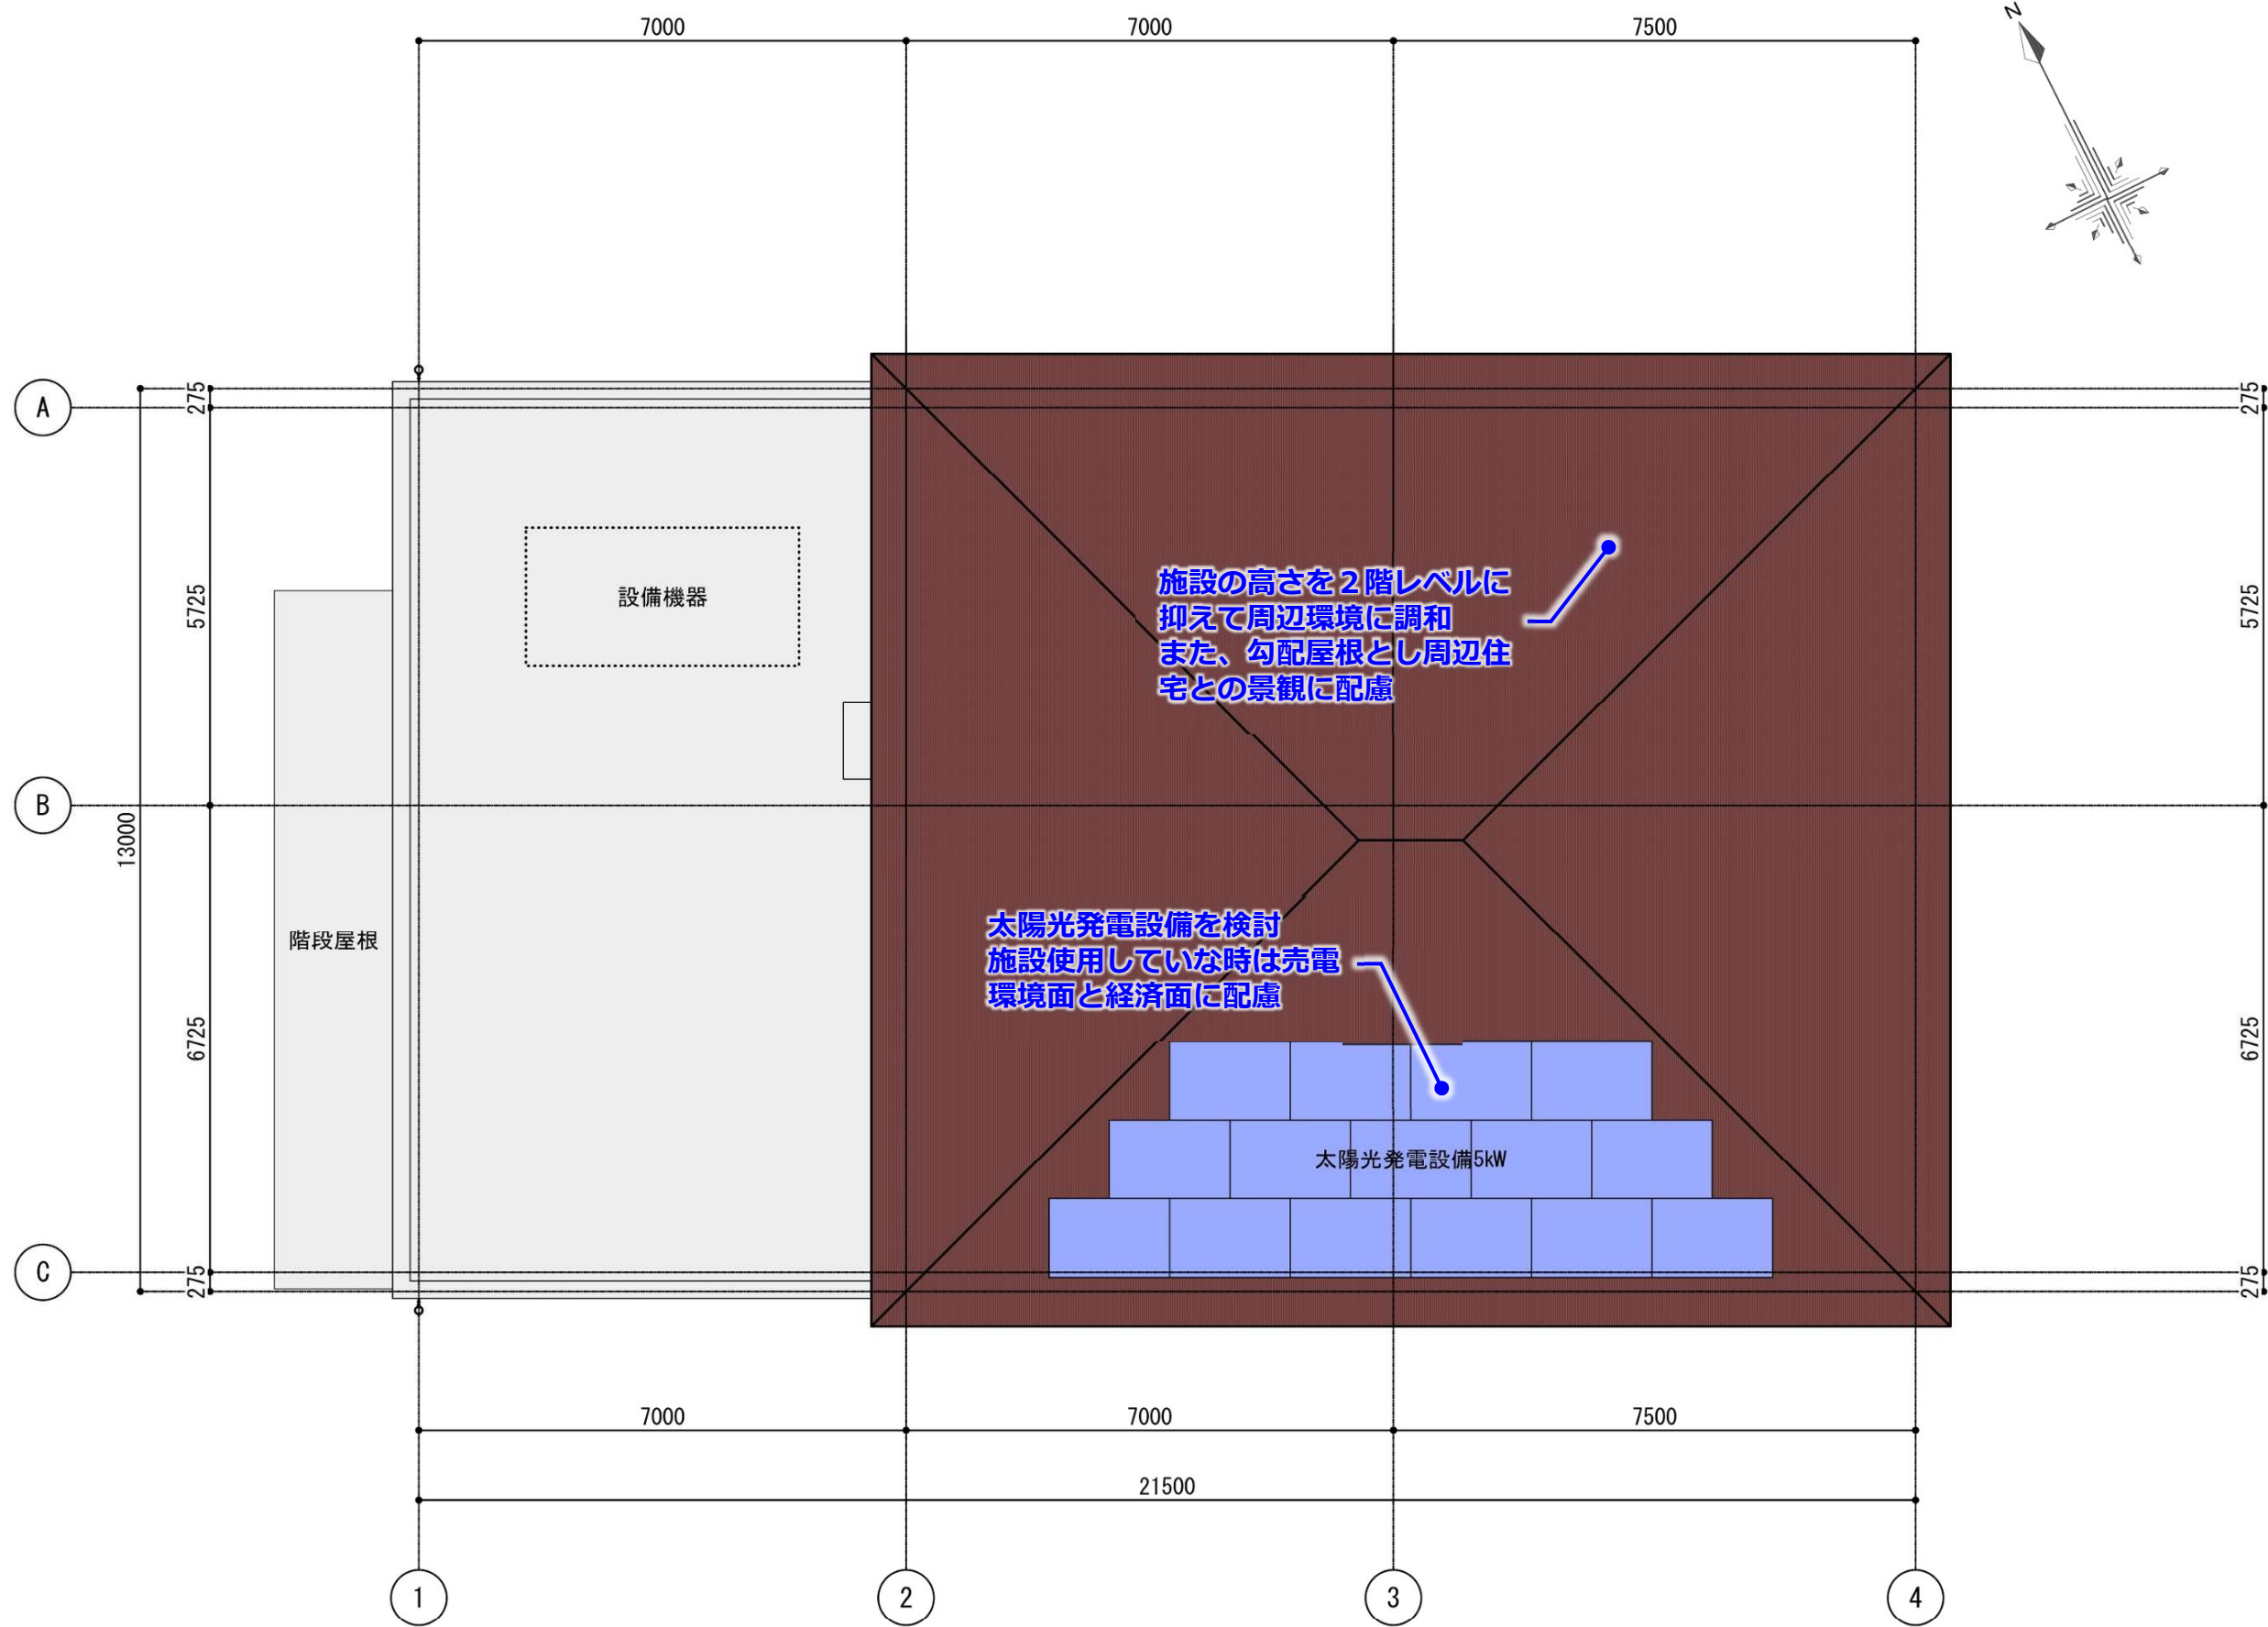 7000
7000
7500
N
A
275
275
設備機器
5725
5725
施設の高さを２階レベルに
抑えて周辺環境に調和
また、勾配屋根とし周辺住
宅との景観に配慮
B
13000
階段屋根
太陽光発電設備を検討
施設使用していな時は売電
環境面と経済面に配慮
6725
6725
太陽光発電設備5kW
C
275
275
7000
7000
7500
21500
1
2
3
4